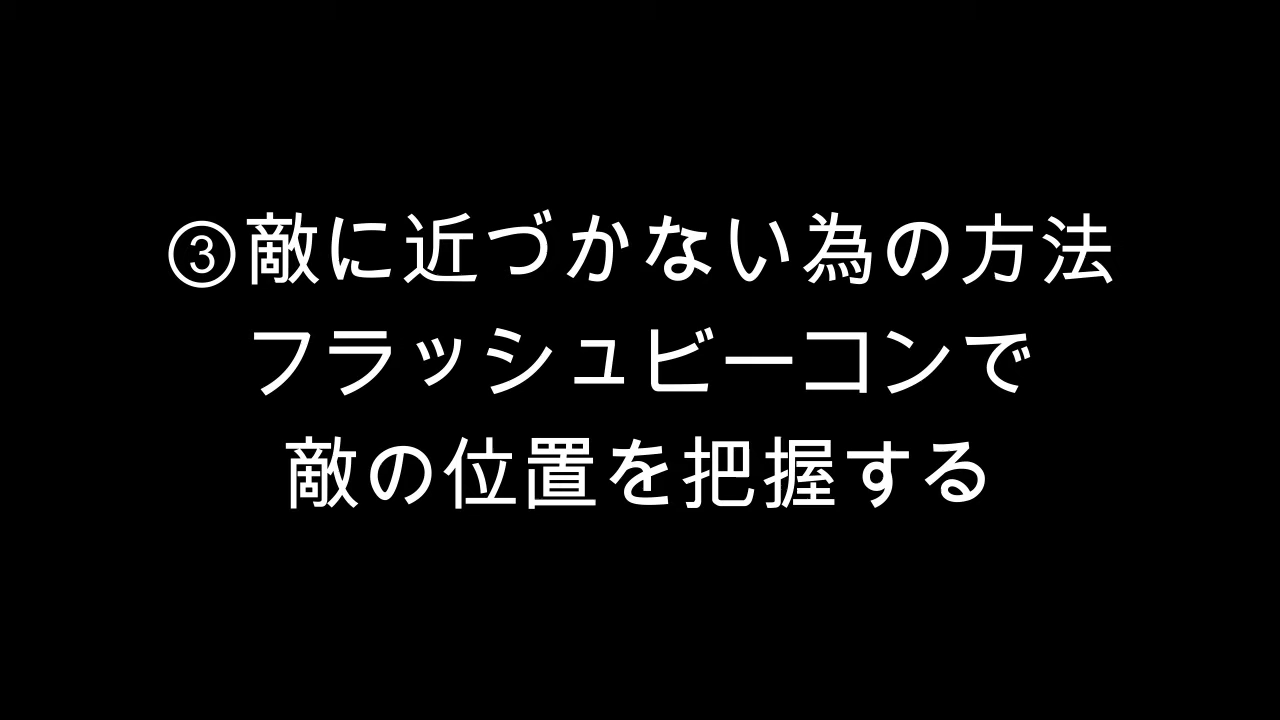 ③敵に近づかない為の方法
フラッシュビーコンで
敵の位置を把握する